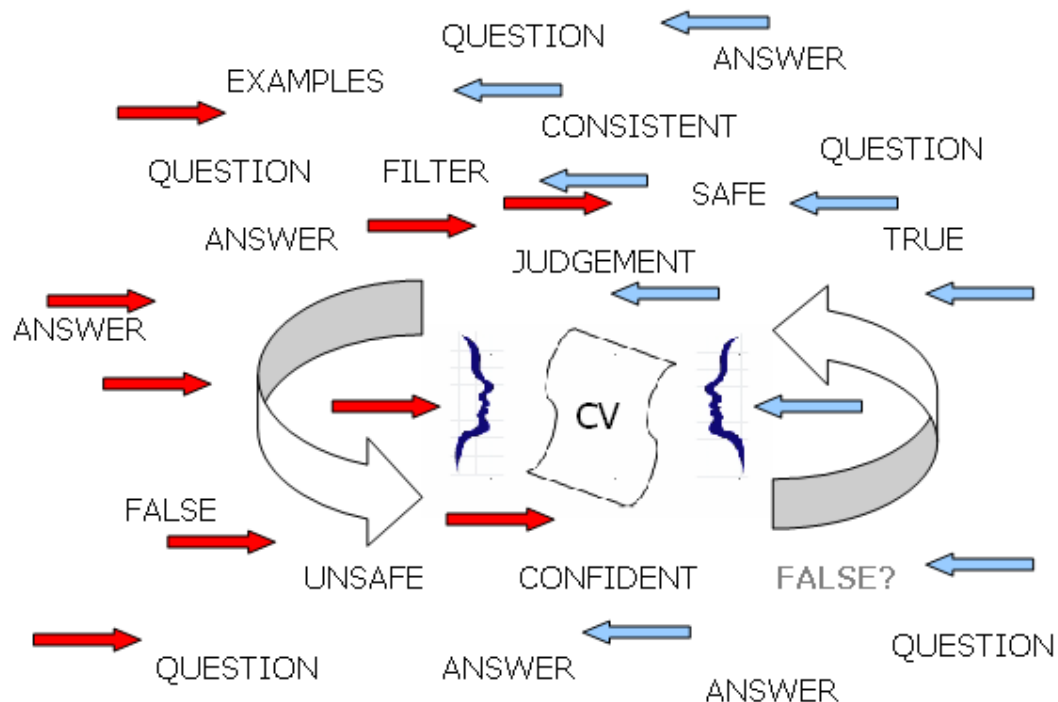 QUESTION
ANSWER
EXAMPLES
CONSISTENT
QUESTION
QUESTION
FILTER
SAFE
ANSWER
TRUE
JUDGEMENT
ANSWER
CV
FALSE
UNSAFE
CONFIDENT
FALSE?
QUESTION
QUESTION
ANSWER
ANSWER